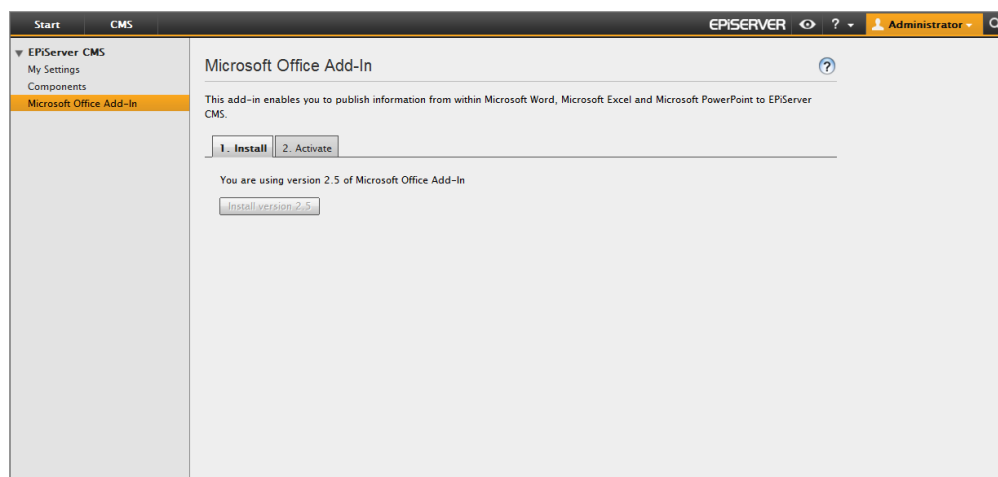 Start CMS EPiSERVER ? Administrator
EPiServer CMS
My Settings
Components
Microsoft Office Add-In
Microsoft Office Add-In
?
This add-in enables you to publish information from within Microsoft Word, Microsoft Excel and Microsoft PowerPoint to EPiServer
CMS.
1. Install 2. Activate
You are using version 2.5 of Microsoft Office Add-In
Install version 2.5